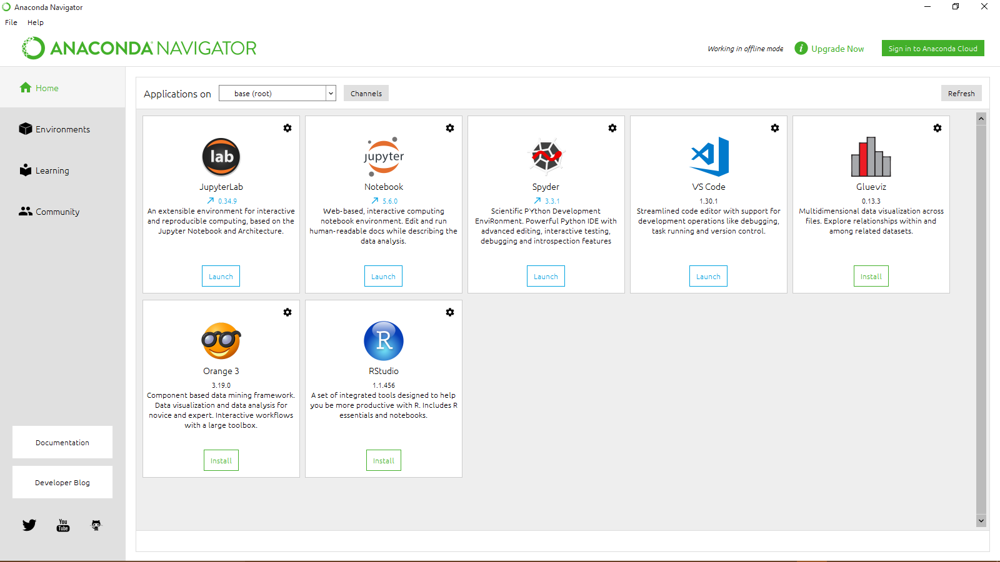 Anaconda Navigator
File Help
ANACONDA NAVIGATOR
Working in offline mode
i Upgrade Now
Sign in to Anaconda Cloud
Home
Environments
Learning
Community
Documentation
Developer Blog
You
Tube
Applications on
base (root)
Channels
Refresh
lab
JupyterLab
0.34.9
An extensible environment for interactive
and reproducible computing, based on the
Jupyter Notebook and Architecture.
Launch
jupyter
Notebook
5.6.0
Web-based, interactive computing
notebook environment. Edit and run
human-readable docs while describing the
data analysis.
Launch
Spyder
3.3.1
Scientific PYthon Development
EnviRonment. Powerful Python IDE with
advanced editing, interactive testing,
debugging and introspection features
Launch
VS Code
1.30.1
Streamlined code editor with support for
development operations like debugging,
task running and version control.
Launch
Glueviz
0.13.3
Multidimensional data visualization across
files. Explore relationships within and
among related datasets.
Install
Orange 3
3.19.0
Component based data mining framework.
Data visualization and data analysis for
novice and expert. Interactive workflows
with a large toolbox.
Install
R
RStudio
1.1.456
A set of integrated tools designed to help
you be more productive with R. Includes R
essentials and notebooks.
Install